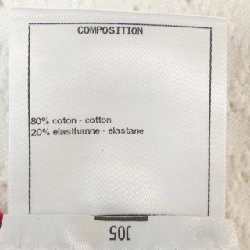 COMPOSITION
80% coton - cotton
20% elasthanne - elastane
J05